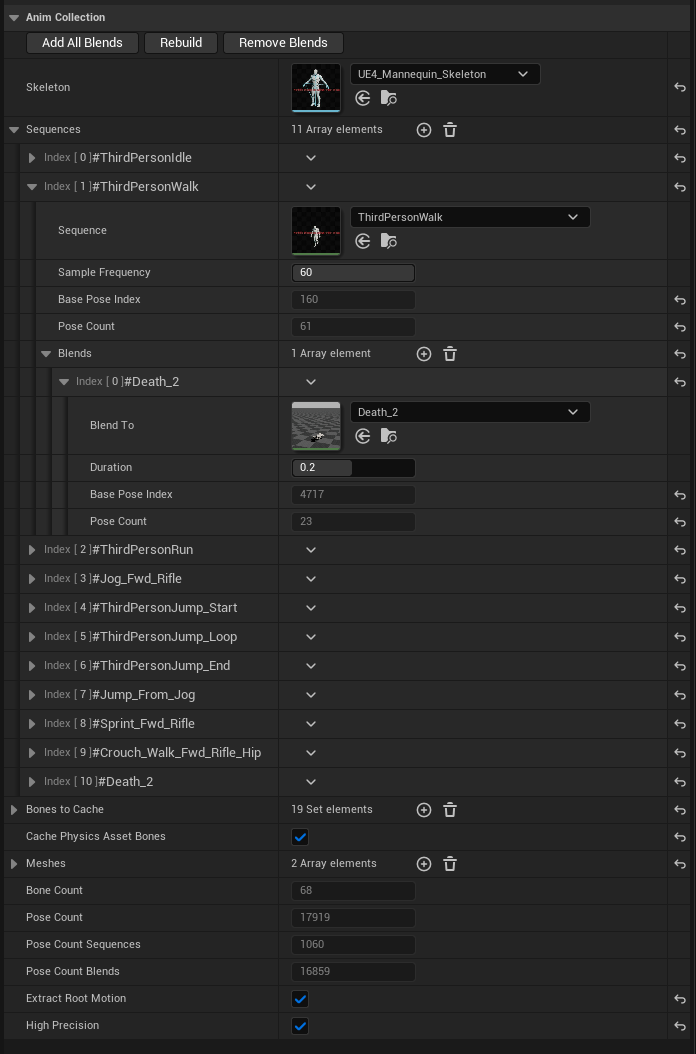 Anim Collection
Add All Blends Rebuild Remove Blends
Skeleton UE4_Mannequin_Skeleton
Sequences 11 Array elements
Index [ 0 ]#ThirdPersonIdle
Index [ 1 ]#ThirdPersonWalk
Sequence ThirdPersonWalk
Sample Frequency 60
Base Pose Index 160
Pose Count 61
Blends 1 Array element
Index [ 0 ]#Death_2
Blend To Death_2
Duration 0.2
Base Pose Index 4717
Pose Count 23
Index [ 2 ]#ThirdPersonRun
Index [ 3 ]#Jog_Fwd_Rifle
Index [ 4 ]#ThirdPersonJump_Start
Index [ 5 ]#ThirdPersonJump_Loop
Index [ 6 ]#ThirdPersonJump_End
Index [ 7 ]#Jump_From_Jog
Index [ 8 ]#Sprint_Fwd_Rifle
Index [ 9 ]#Crouch_Walk_Fwd_Rifle_Hip
Index [ 10 ]#Death_2
Bones to Cache 19 Set elements
Cache Physics Asset Bones
Meshes 2 Array elements
Bone Count 68
Pose Count 17919
Pose Count Sequences 1060
Pose Count Blends 16859
Extract Root Motion
High Precision